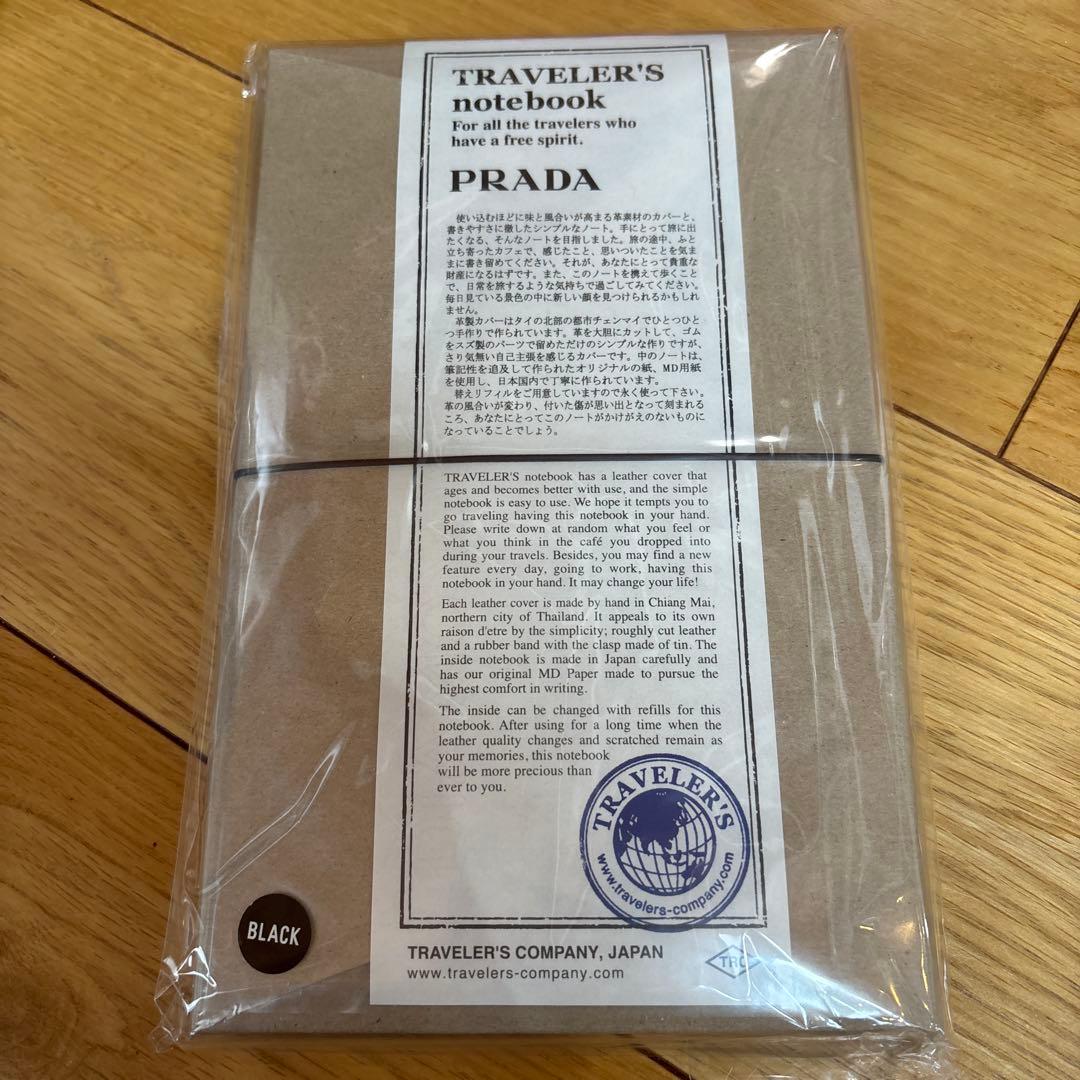 TRAVELER'S
notebook
For all the travelers who
have a free spirit.
PRADA
使い込むほどに味と風合いが高まる革素材のカバーと、
書きやすさに徹したシンプルなノート。手にとって旅に出
たくなる、そんなノートを目指しました。旅の途中、ふと
立ち寄ったカフェで、感じたこと、思いついたことを気ま
まに書き留めてください。それが、あなたにとって貴重な
財産になるはずです。また、このノートを携えて歩くこと
で、日常を旅するような気持ちで過ごしてみてください。
毎日見ている景色の中に新しい顔を見つけられるかもしれ
ません。
革製カバーはタイの北部の都市チェンマイでひとつひと
つ手作りで作られています。革を大胆にカットして、ゴム
をスズ製のパーツで留めただけのシンプルな作りですが、
さり気無い自己主張を感じるカバーです。中のノートは、
筆記性を追及して作られたオリジナルの紙、MD用紙
を使用し、日本国内で丁寧に作られています。
替えリフィルをご用意していますので永く使って下さい。
革の風合いが変わり、付いた傷が思い出となって刻まれる
ころ、あなたにとってこのノートがかけがえのないものに
なっていることでしょう。
TRAVELER'S notebook has a leather cover that
ages and becomes better with use, and the simple
notebook is easy to use. We hope it tempts you to
go traveling having this notebook in your hand.
Please write down at random what you feel or
what you think in the café you dropped into
during your travels. Besides, you may find a new
feature every day, going to work, having this
notebook in your hand. It may change your life!
Each leather cover is made by hand in Chiang Mai,
northern city of Thailand. It appeals to its own
raison d'etre by the simplicity; roughly cut leather
and a rubber band with the clasp made of tin. The
inside notebook is made in Japan carefully and
has our original MD Paper made to pursue the
highest comfort in writing.
The inside can be changed with refills for this
notebook. After using for a long time when the
leather quality changes and scratched remain as
your memories, this notebook
will be more precious than
ever to you.
TRAVELER'S
www.travelers-company.com
BLACK
TRAVELER'S COMPANY, JAPAN
www.travelers-company.com
TRC